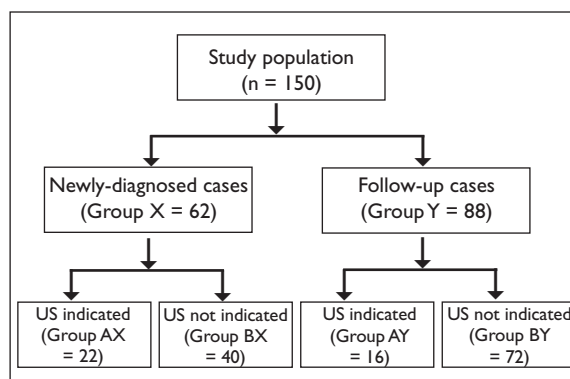 Study population
(n = 150)
Newly-diagnosed cases
(Group X = 62)
Follow-up cases
(Group Y = 88)
US indicated
(Group AX
= 22)
US not indicated
(Group BX
= 40)
US indicated
(Group AY
= 16)
US not indicated
(Group BY
= 72)